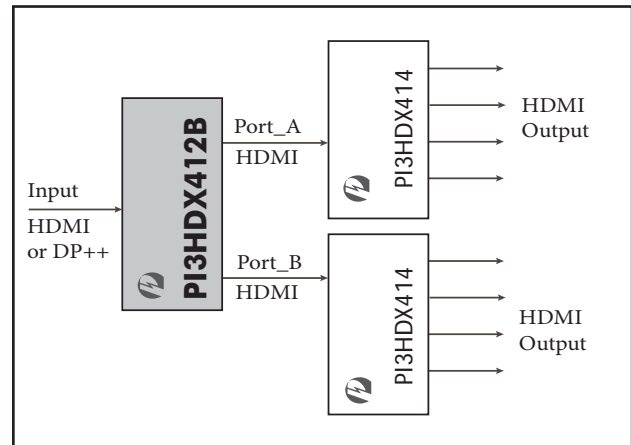 Input
HDMI
or DP++
PI3HDX412B
Port_A
HDMI
Port_B
HDMI
PI3HDX414
HDMI
Output
PI3HDX414
HDMI
Output